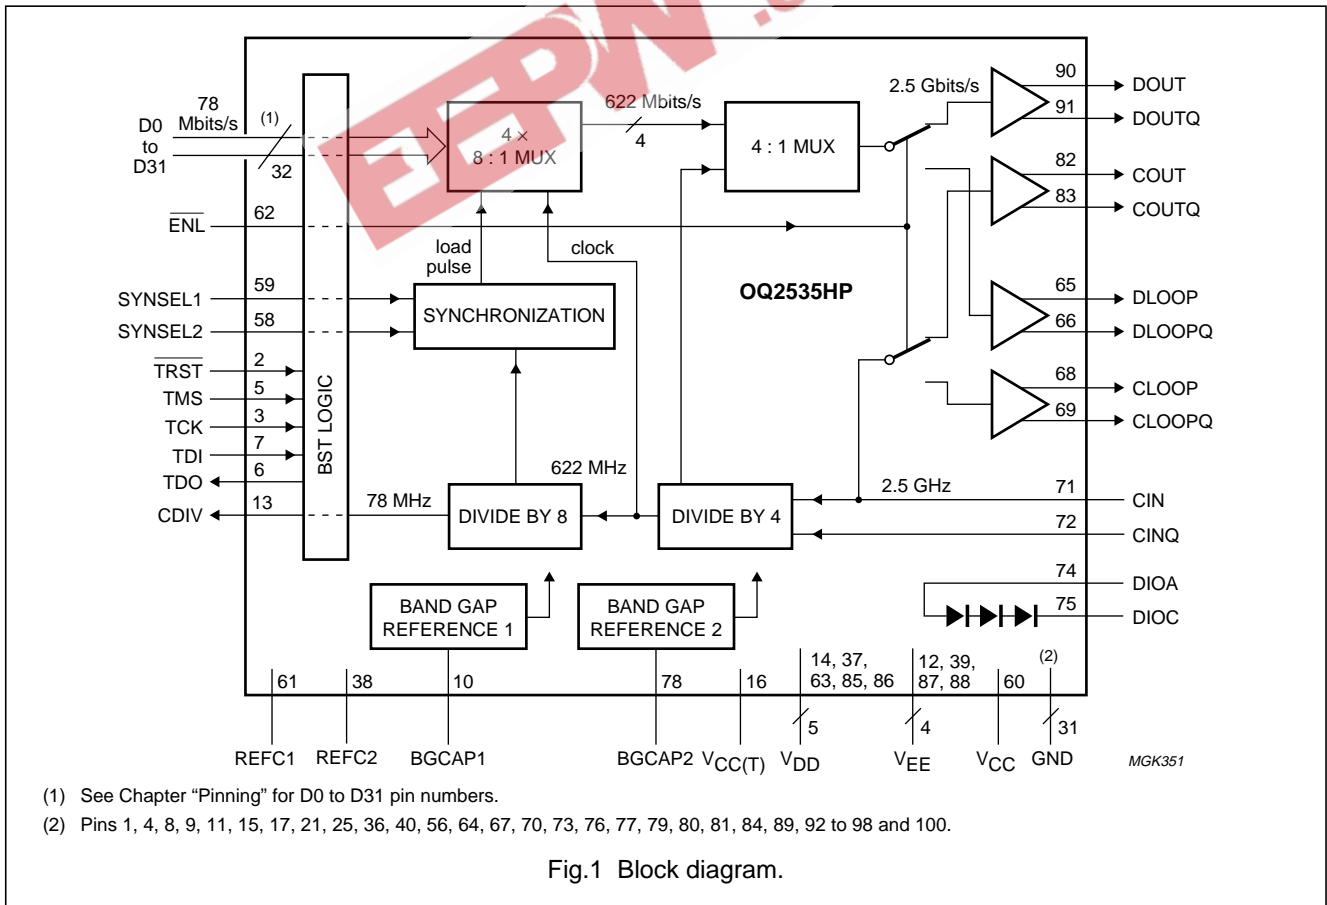 EEPW.
78
Mbits/s
(1)
D0
to
D31
32
4 ×
8 : 1 MUX
622 Mbits/s
4
4 : 1 MUX
2.5 Gbits/s
90
DOUT
91
DOUTQ
82
COUT
83
COUTQ
ENL
62
load
pulse
clock
OQ2535HP
SYNSEL1
59
SYNSEL2
58
SYNCHRONIZATION
65
DLOOP
66
DLOOPQ
68
CLOOP
69
CLOOPQ
TRST
2
TMS
5
TCK
3
TDI
7
TDO
6
CDIV
13
BST LOGIC
78 MHz
DIVIDE BY 8
622 MHz
DIVIDE BY 4
2.5 GHz
71
CIN
72
CINQ
74
DIOA
75
DIOC
BAND GAP
REFERENCE 1
BAND GAP
REFERENCE 2
61
38
10
78
16
14, 37,
63, 85, 86
12, 39,
87, 88
60
(2)
5
4
31
REFC1
REFC2
BGCAP1
BGCAP2
VCC(T)
VDD
VEE
VCC
GND
MGK351
(1) See Chapter “Pinning” for D0 to D31 pin numbers.
(2) Pins 1, 4, 8, 9, 11, 15, 17, 21, 25, 36, 40, 56, 64, 67, 70, 73, 76, 77, 79, 80, 81, 84, 89, 92 to 98 and 100.
Fig.1 Block diagram.